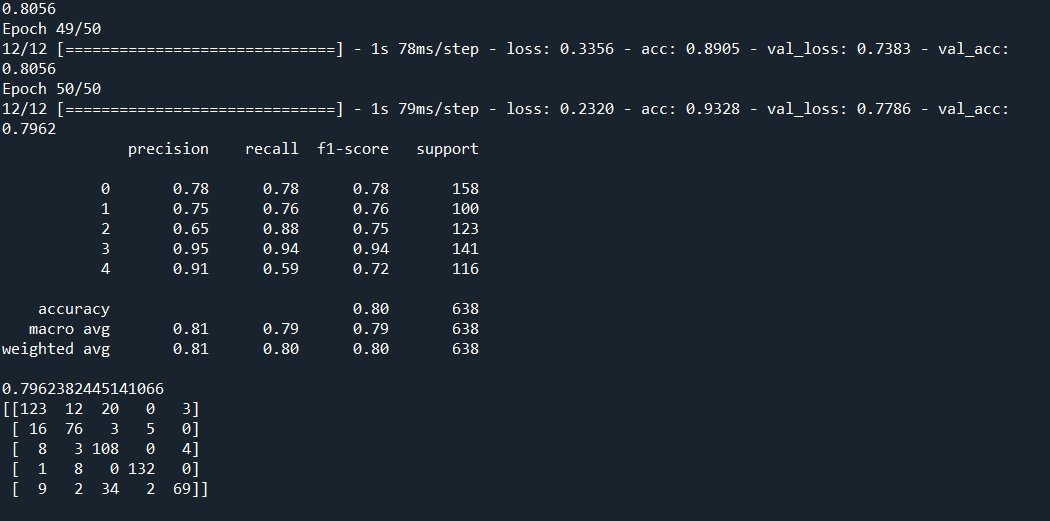 0.8056
Epoch 49/50
12/12 [==============================] - 1s 78ms/step - loss: 0.3356 - acc: 0.8905 - val_loss: 0.7383 - val_acc:
0.8056
Epoch 50/50
12/12 [==============================] - 1s 79ms/step - loss: 0.2320 - acc: 0.9328 - val_loss: 0.7786 - val_acc:
0.7962
              precision    recall  f1-score   support

           0       0.78      0.78      0.78       158
           1       0.75      0.76      0.76       100
           2       0.65      0.88      0.75       123
           3       0.95      0.94      0.94       141
           4       0.91      0.59      0.72       116

    accuracy                           0.80       638
   macro avg       0.81      0.79      0.79       638
weighted avg       0.81      0.80      0.80       638

0.7962382445141066
[[123  12  20   0   3]
 [ 16  76   3   5   0]
 [  8   3 108   0   4]
 [  1   8   0 132   0]
 [  9   2  34   2  69]]